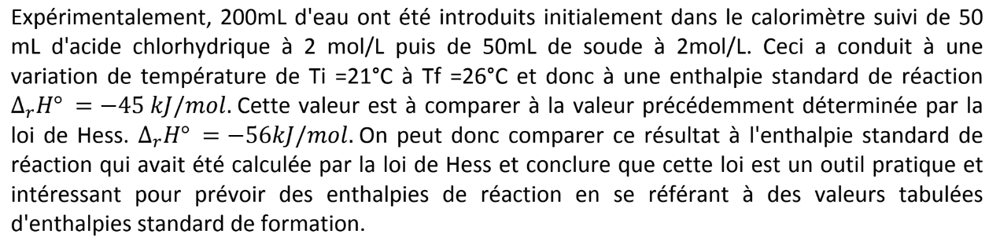 Expérimentalement, 200mL d'eau ont été introduits initialement dans le calorimètre suivi de 50
mL d'acide chlorhydrique à 2 mol/L puis de 50mL de soude à 2mol/L. Ceci a conduit à une
variation de température de Ti =21°C à Tf =26°C et donc à une enthalpie standard de réaction
Δ_rH° = −45 kJ/mol. Cette valeur est à comparer à la valeur précédemment déterminée par la
loi de Hess. Δ_rH° = −56kJ/mol. On peut donc comparer ce résultat à l'enthalpie standard de
réaction qui avait été calculée par la loi de Hess et conclure que cette loi est un outil pratique et
intéressant pour prévoir des enthalpies de réaction en se référant à des valeurs tabulées
d'enthalpies standard de formation.